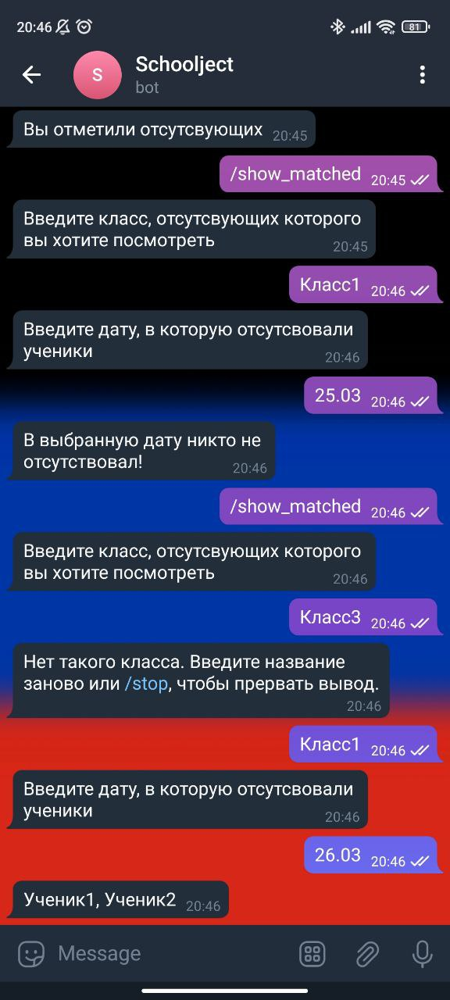 20:46
81
S
Schoolject
bot
Вы отметили отсутсвующих 20:45
/show_matched 20:45
Введите класс, отсутсвующих которого
вы хотите посмотреть 20:45
Класс1 20:46
Введите дату, в которую отсутсвовали
ученики 20:46
25.03 20:46
В выбранную дату никто не
отсутствовал! 20:46
/show_matched 20:46
Введите класс, отсутсвующих которого
вы хотите посмотреть 20:46
Класс3 20:46
Нет такого класса. Введите название
заново или /stop, чтобы прервать вывод.
20:46
Класс1 20:46
Введите дату, в которую отсутсвовали
ученики 20:46
26.03 20:46
Ученик1, Ученик2 20:46
Message